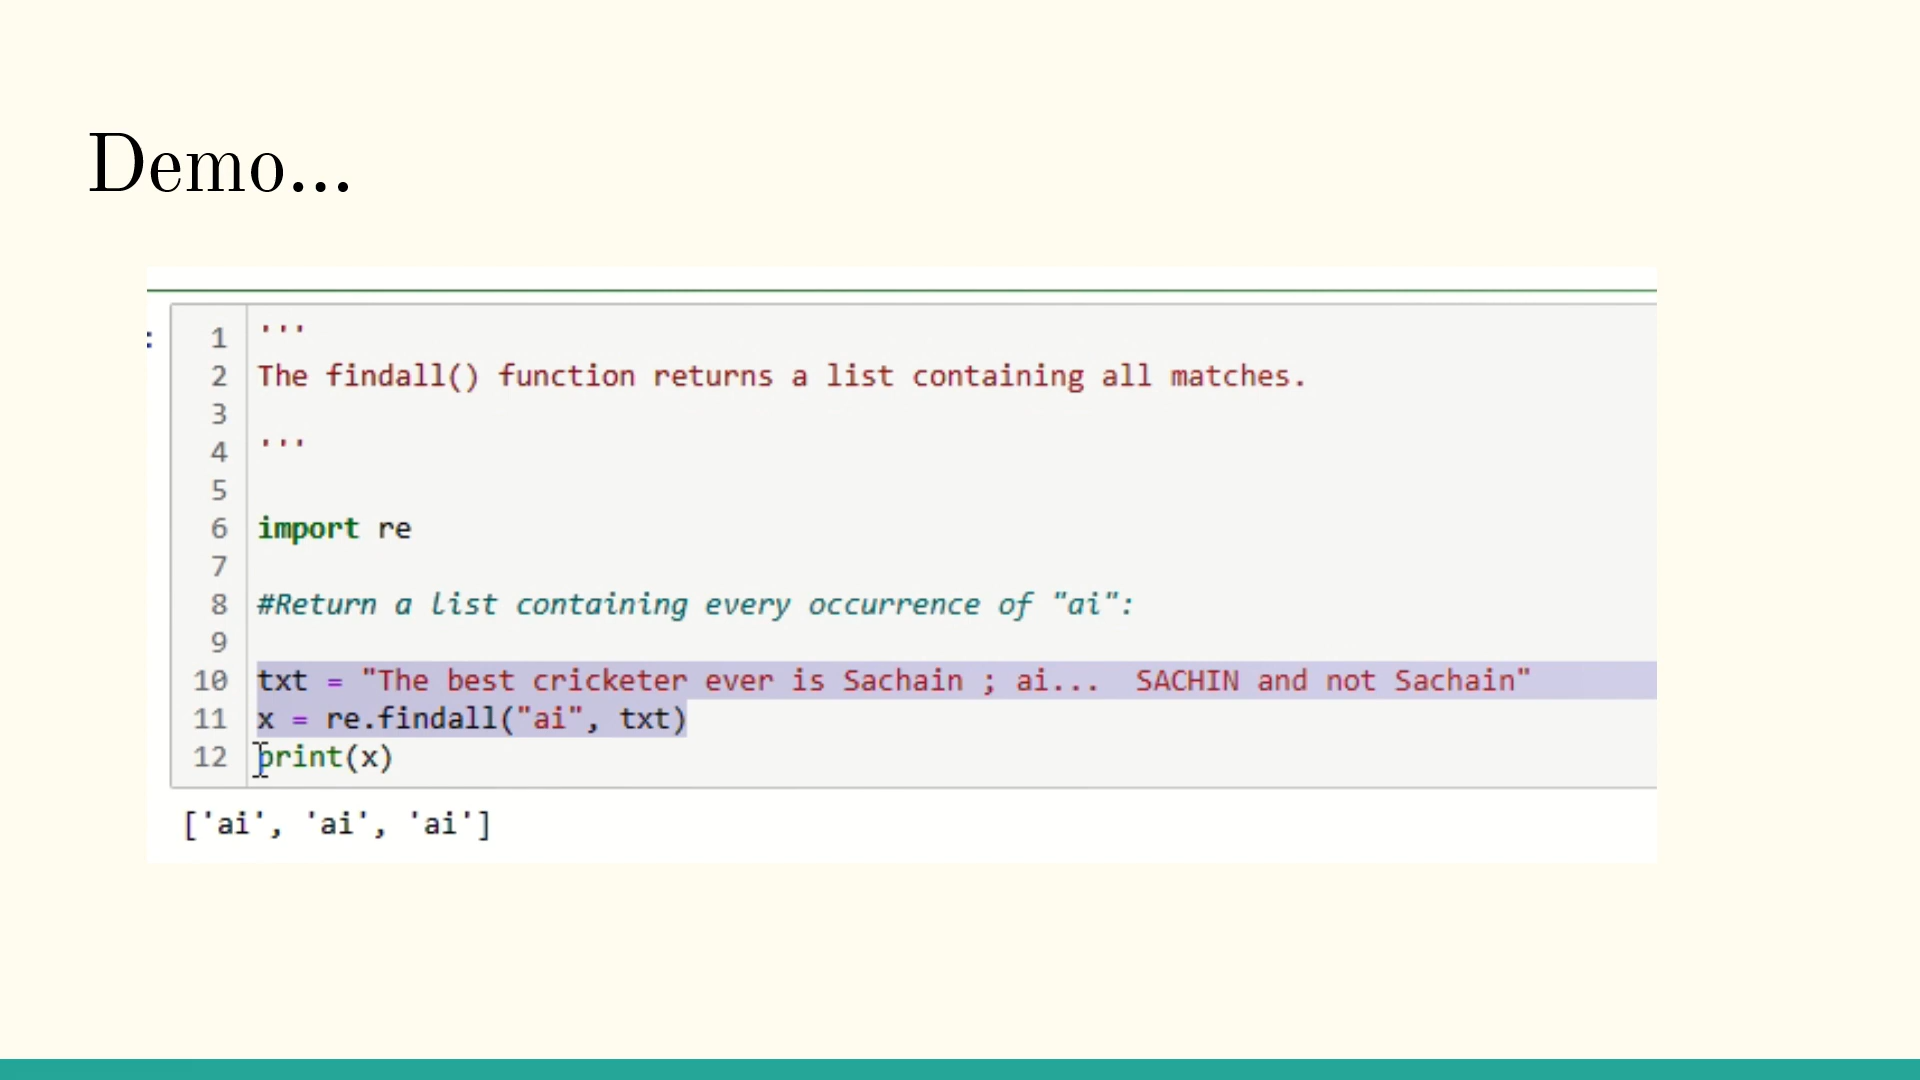 Demo...
:
1 '''
2 The findall() function returns a list containing all matches.
3
4 '''
5
6 import re
7
8 #Return a list containing every occurrence of "ai":
9
10 txt = "The best cricketer ever is Sachain ; ai...  SACHIN and not Sachain"
11 x = re.findall("ai", txt)
12 print(x)
['ai', 'ai', 'ai']